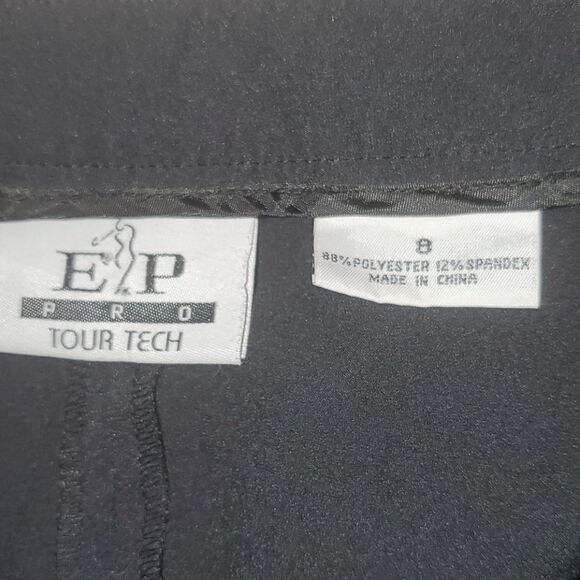 EP
PRO
TOUR TECH
8
88% POLYESTER 12% SPANDEX
MADE IN CHINA